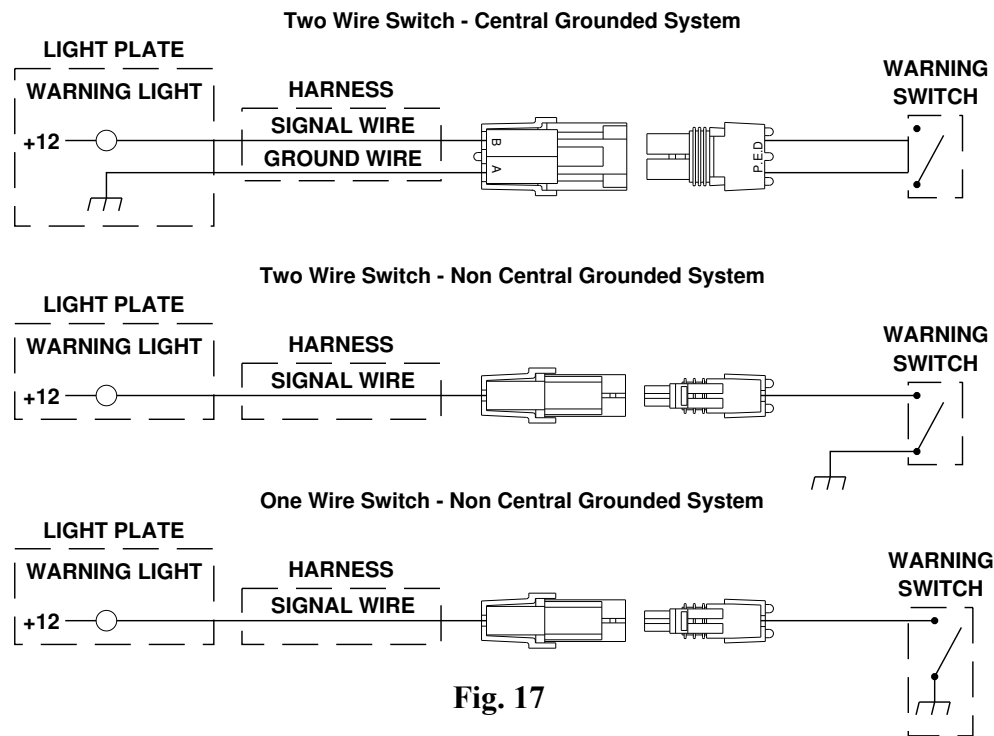 Two Wire Switch - Central Grounded System
LIGHT PLATE
WARNING LIGHT
+12
HARNESS
SIGNAL WIRE
GROUND WIRE
B
A
P.E.D
WARNING
SWITCH
Two Wire Switch - Non Central Grounded System
LIGHT PLATE
WARNING LIGHT
+12
HARNESS
SIGNAL WIRE
WARNING
SWITCH
One Wire Switch - Non Central Grounded System
LIGHT PLATE
WARNING LIGHT
+12
HARNESS
SIGNAL WIRE
WARNING
SWITCH
Fig. 17